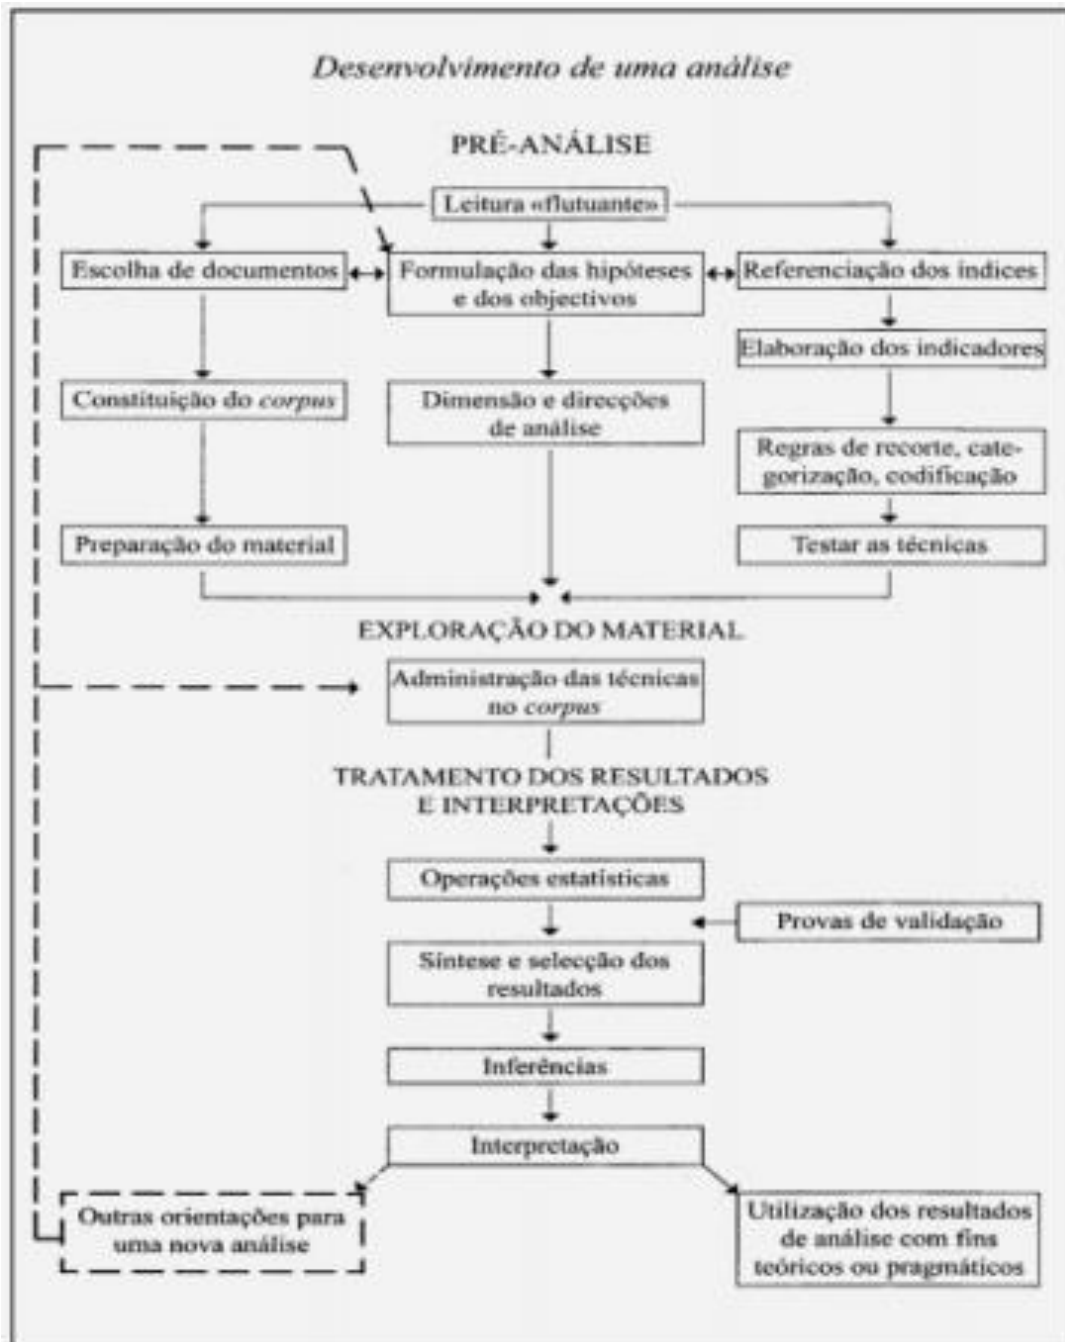 Desenvolvimento de uma análise
PRÉ-ANÁLISE
Leitura «flutuante»
Escolha de documentos
Formulação das hipóteses
e dos objectivos
Referenciação dos índices
Elaboração dos indicadores
Constituição do corpus
Dimensão e direcções
de análise
Regras de recorte, cate-
gorização, codificação
Preparação do material
Testar as técnicas
EXPLORAÇÃO DO MATERIAL
Administração das técnicas
no corpus
TRATAMENTO DOS RESULTADOS
E INTERPRETAÇÕES
Operações estatísticas
Provas de validação
Síntese e selecção dos
resultados
Inferências
Interpretação
Outras orientações para
uma nova análise
Utilização dos resultados
de análise com fins
teóricos ou pragmáticos